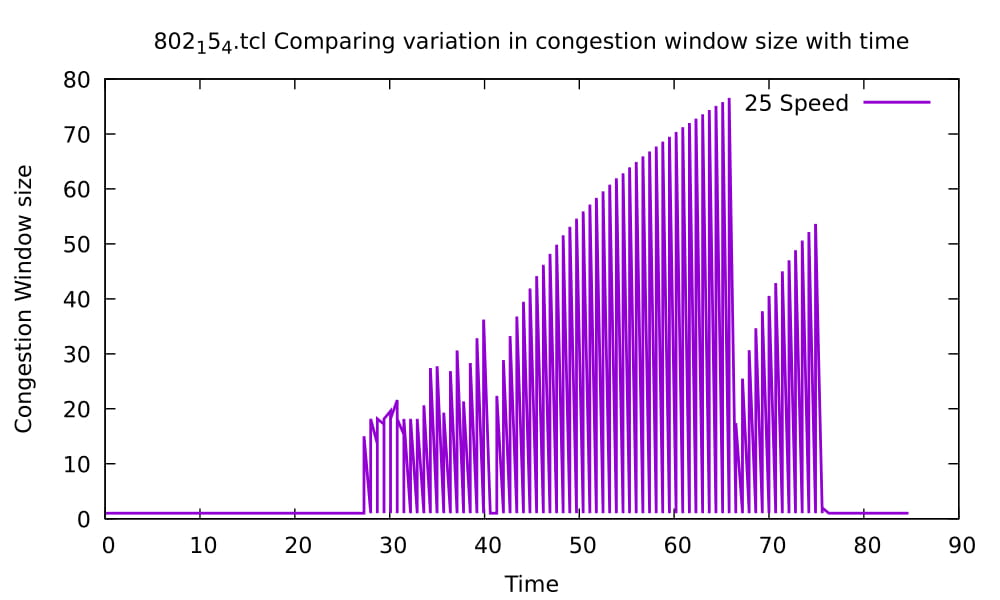 802₁5₄.tcl Comparing variation in congestion window size with time
80
25 Speed
70
60
50
40
30
20
10
0
Congestion Window size
0 10 20 30 40 50 60 70 80 90
Time